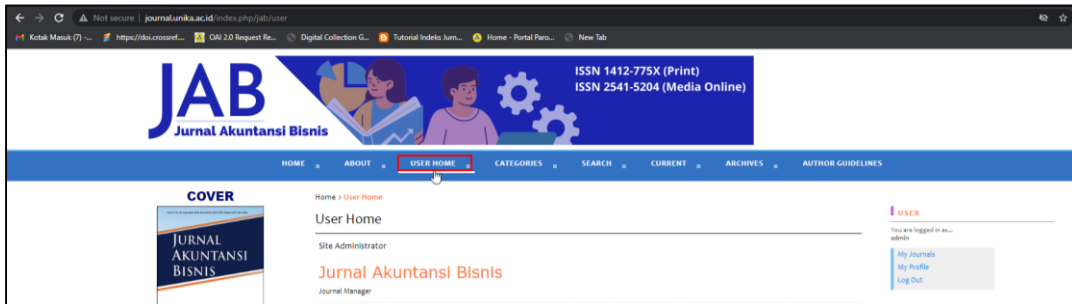 Not secure | journal.unika.ac.id/index.php/jab/user
Kotak Masuk (7) -... https://doi.crossref.... OAI 2.0 Request Re... Digital Collection G... Tutorial Indeks Jurn... Home - Portal Paro... New Tab
JAB
Jurnal Akuntansi Bisnis
ISSN 1412-775X (Print)
ISSN 2541-5204 (Media Online)
HOME ABOUT USER HOME CATEGORIES SEARCH CURRENT ARCHIVES AUTHOR GUIDELINES
COVER
JURNAL
AKUNTANSI
BISNIS
Home > User Home
User Home
Site Administrator
Jurnal Akuntansi Bisnis
Journal Manager
USER
You are logged in as...
admin
My Journals
My Profile
Log Out